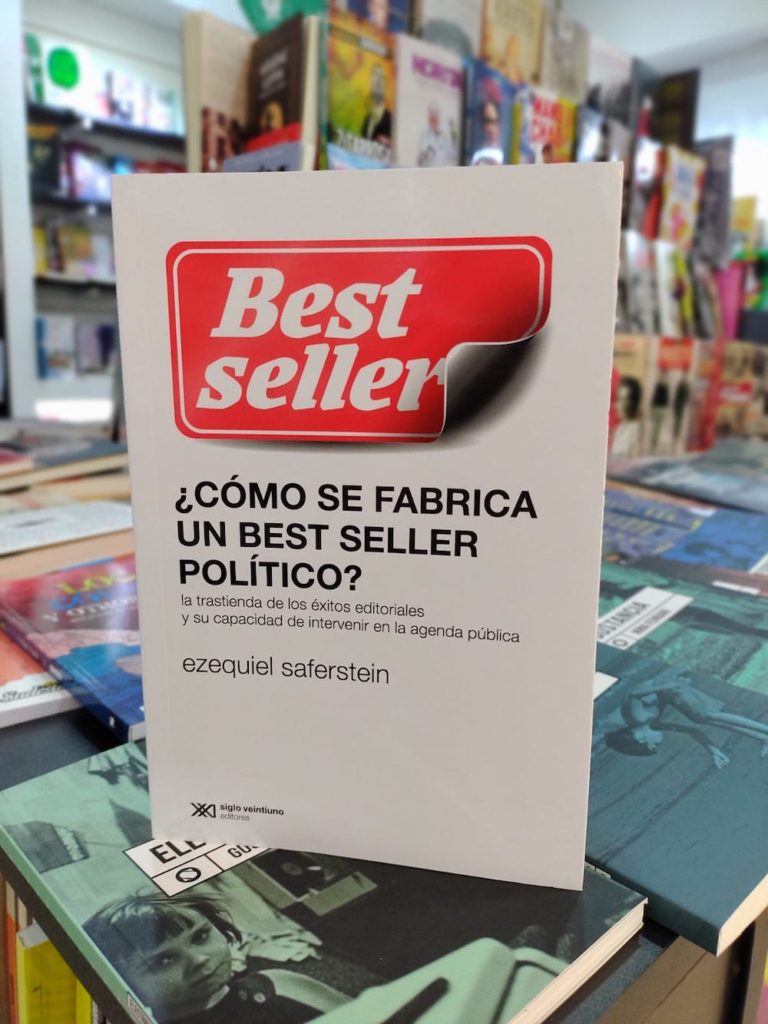 Best
seller
¿CÓMO SE FABRICA
UN BEST SELLER
POLÍTICO?
la trastienda de los éxitos editoriales
y su capacidad de intervenir en la agenda pública
ezequiel saferstein
siglo veintiuno
editores